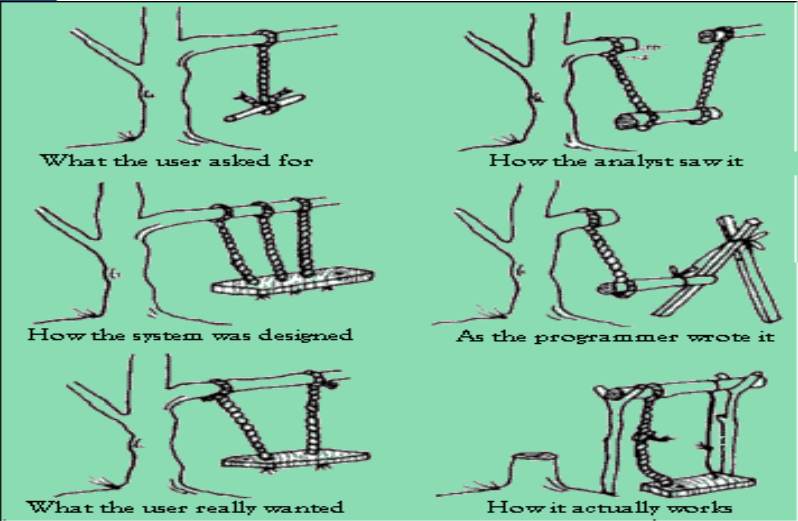 What the user asked for
How the analyst saw it
How the system was designed
As the programmer wrote it
What the user really wanted
How it actually works